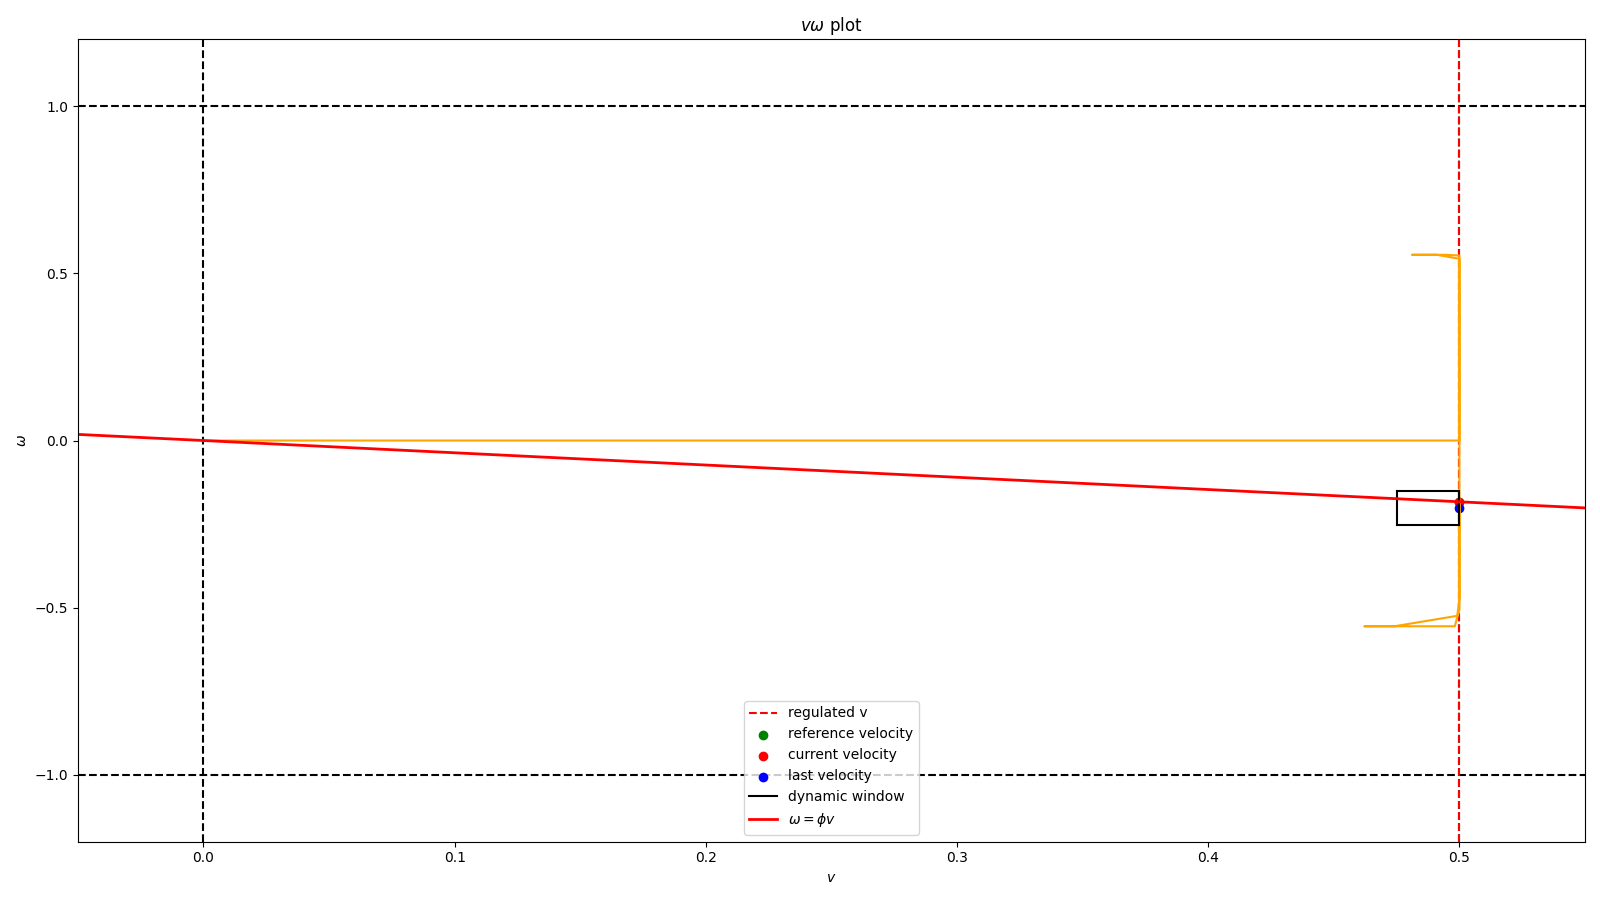 vω plot
1.0
0.5
0.0
−0.5
−1.0
ω
0.0 0.1 0.2 0.3 0.4 0.5
v
regulated v
reference velocity
current velocity
last velocity
dynamic window
ω = ϕv